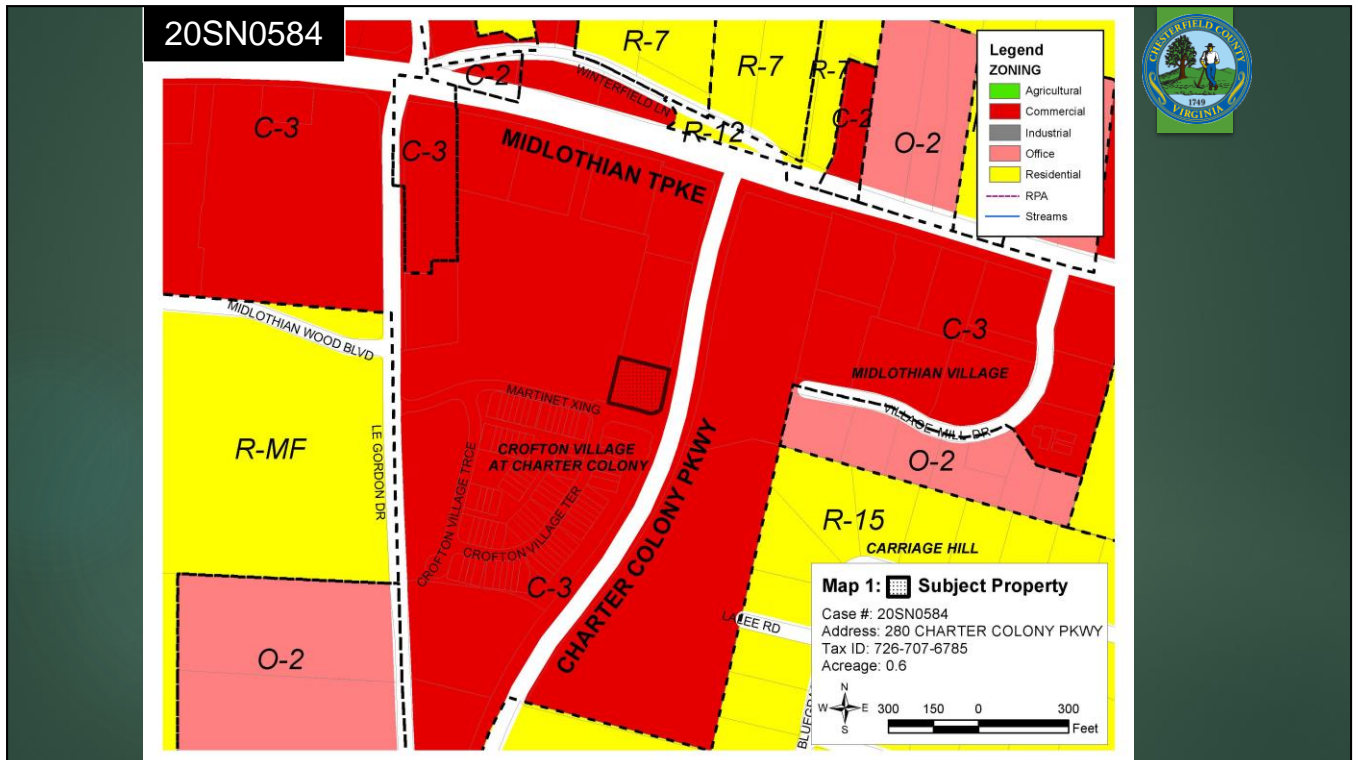 20SN0584
CHESTERFIELD COUNTY
1749
VIRGINIA
Legend
ZONING
Agricultural
Commercial
Industrial
Office
Residential
RPA
Streams
R-7
R-7
R-7
C-2
WINTERFIELD LN
C-2
R-12
O-2
C-3
C-3
MIDLOTHIAN TPKE
C-3
MIDLOTHIAN VILLAGE
MIDLOTHIAN WOOD BLVD
MARTINET XING
VILLAGE MILL DR
O-2
R-MF
LE GORDON DR
CROFTON VILLAGE TRCE
CROFTON VILLAGE
AT CHARTER COLONY
CROFTON VILLAGE TER
CHARTER COLONY PKWY
C-3
R-15
CARRIAGE HILL
O-2
Map 1: Subject Property
Case #: 20SN0584
Address: 280 CHARTER COLONY PKWY
Tax ID: 726-707-6785
Acreage: 0.6
N
W E
S
300 150 0 300
Feet